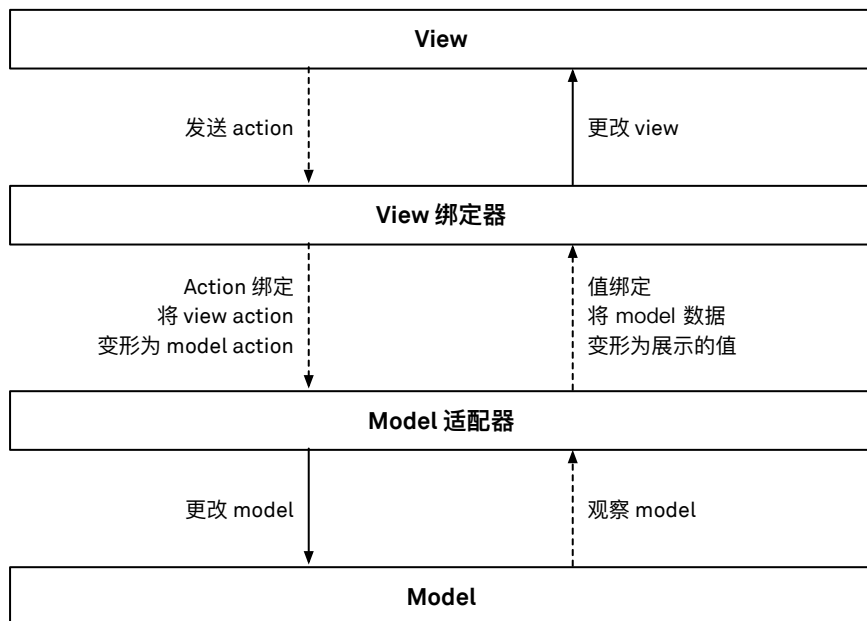 View
发送 action
更改 view
View 绑定器
Action 绑定
将 view action
变形为 model action
值绑定
将 model 数据
变形为展示的值
Model 适配器
更改 model
观察 model
Model